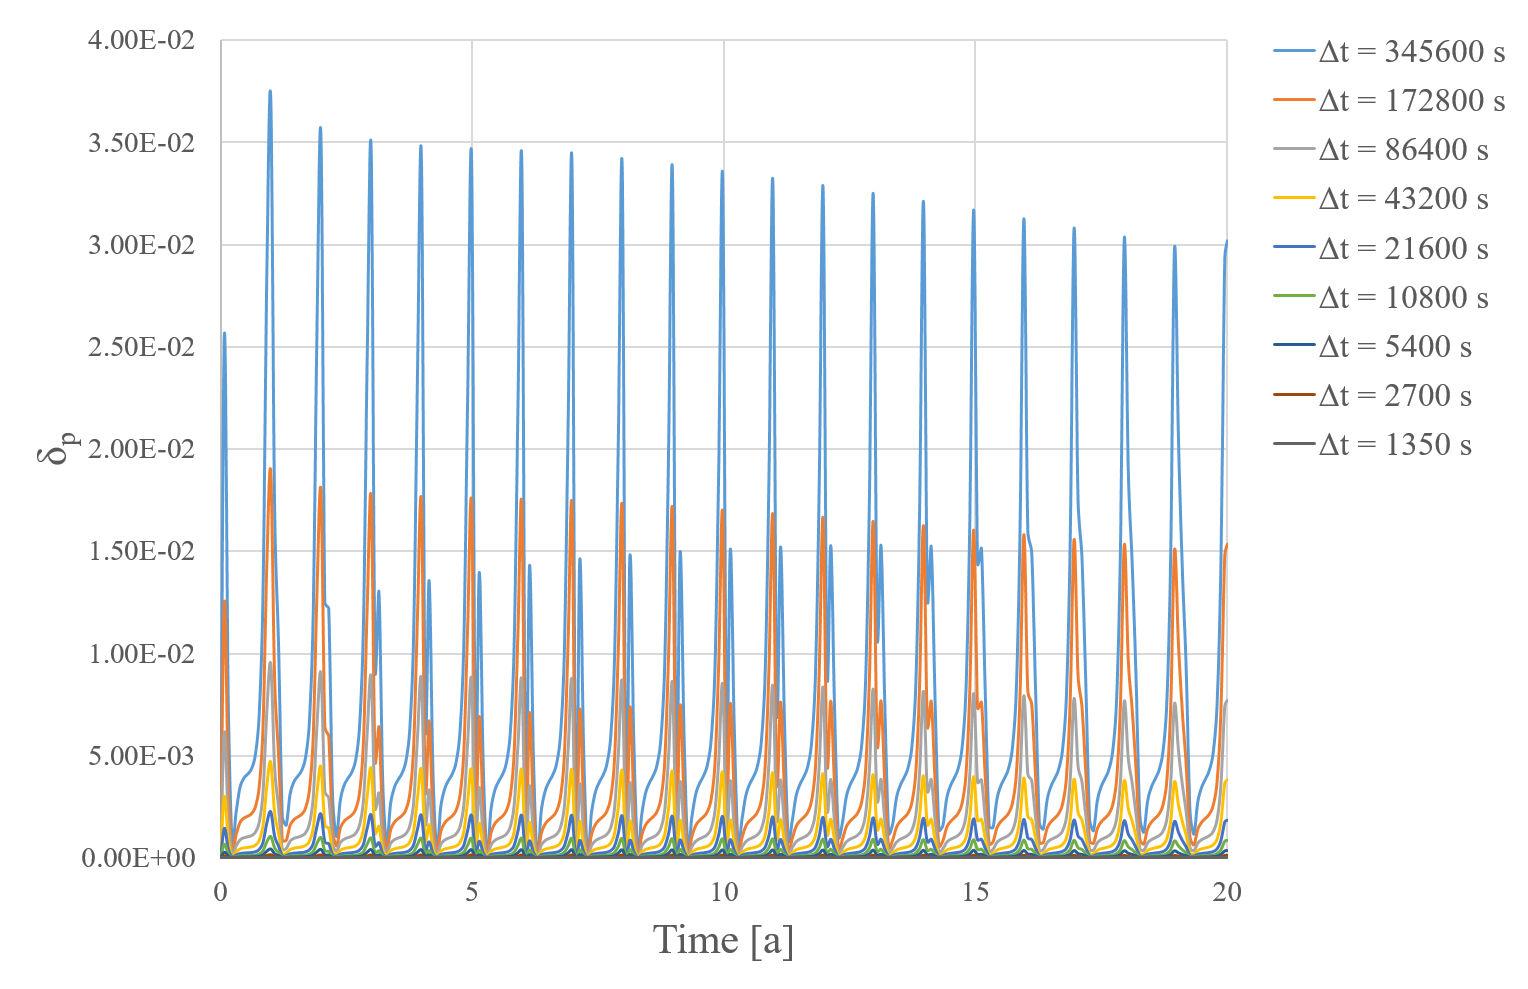 4.00E-02
3.50E-02
3.00E-02
2.50E-02
2.00E-02
1.50E-02
1.00E-02
5.00E-03
0.00E+00
δp
0 5 10 15 20
Time [a]
Δt = 345600 s
Δt = 172800 s
Δt = 86400 s
Δt = 43200 s
Δt = 21600 s
Δt = 10800 s
Δt = 5400 s
Δt = 2700 s
Δt = 1350 s